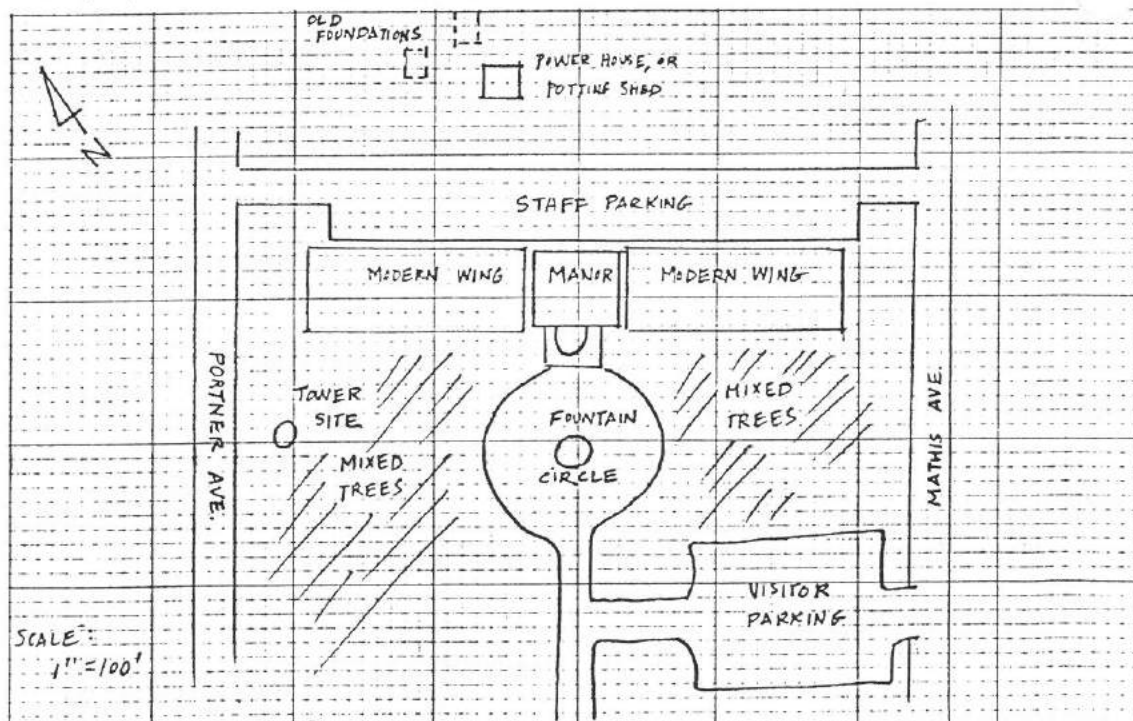 OLD
FOUNDATIONS
POWER HOUSE, OR
POTTING SHED
N
STAFF PARKING
MODERN WING
MANOR
MODERN WING
PORTNER AVE.
TOWER
SITE
MIXED
TREES
FOUNTAIN
CIRCLE
MIXED
TREES
MATHIS AVE.
VISITOR
PARKING
SCALE:
1"=100'